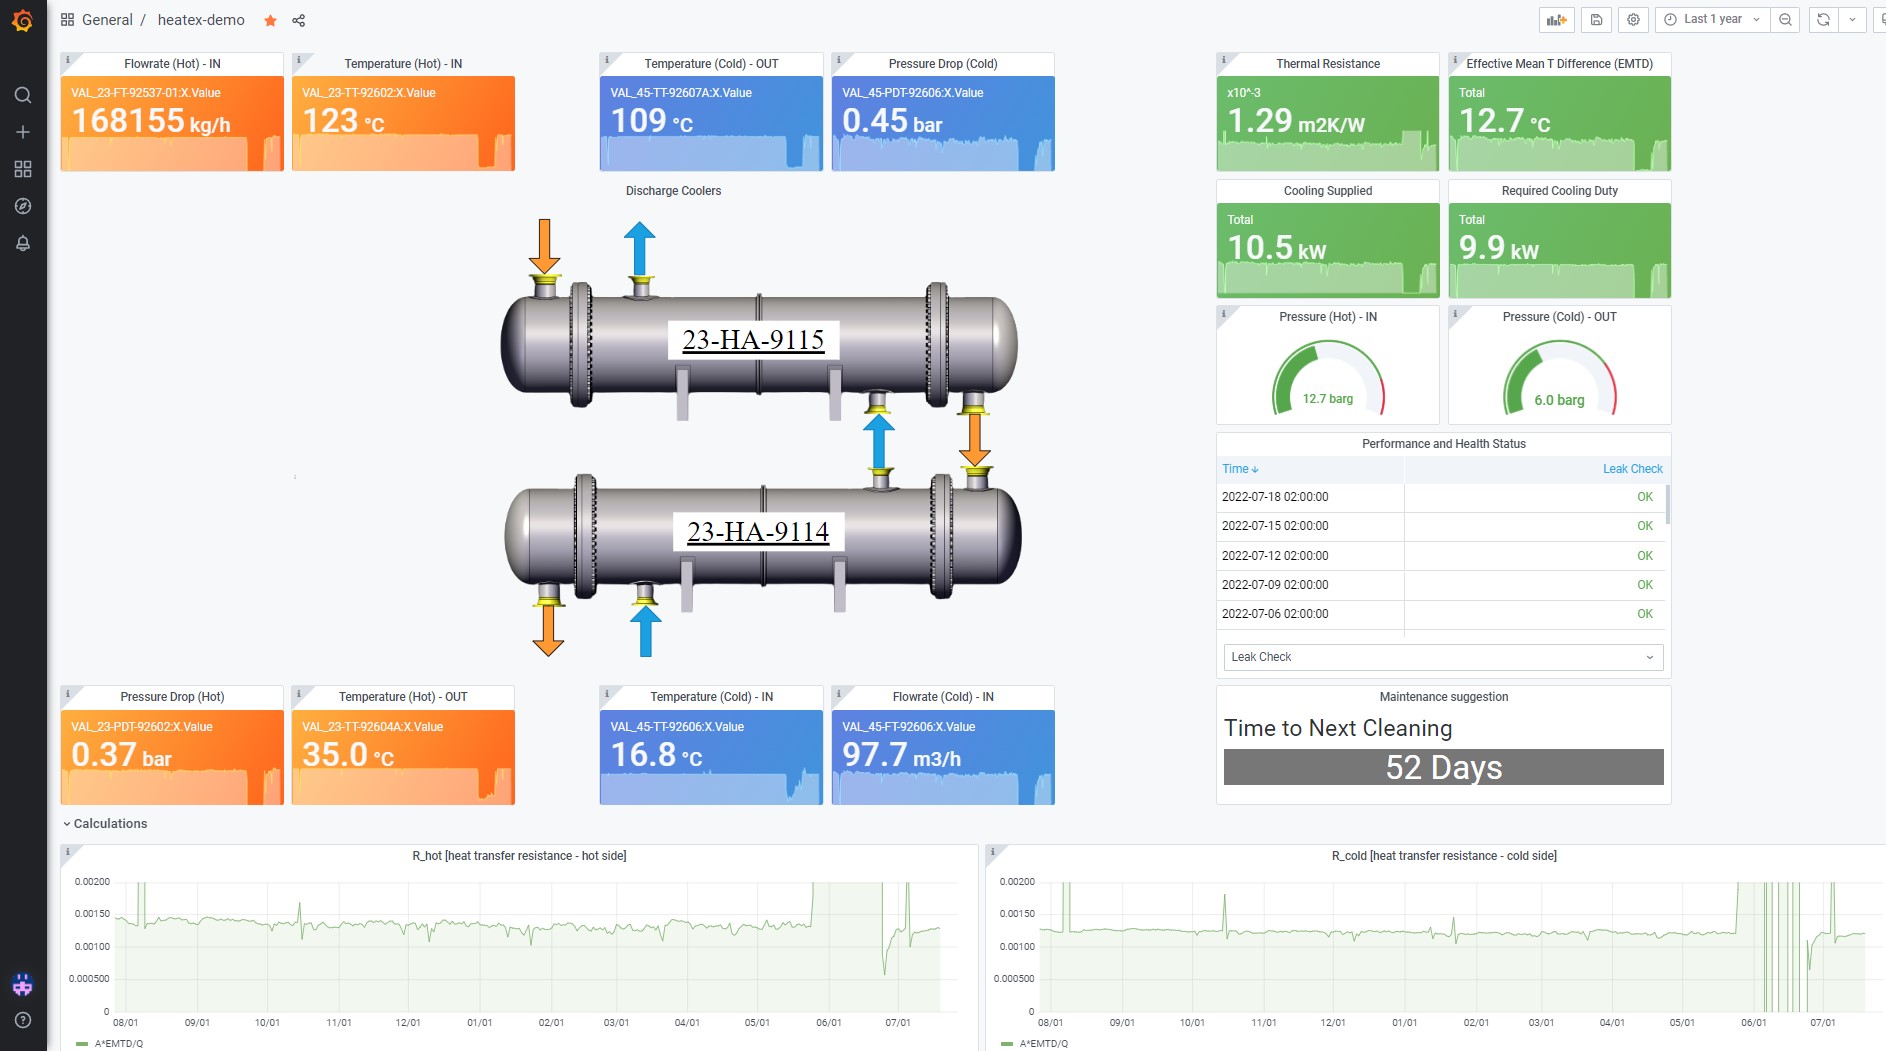 General / heatex-demo
Last 1 year
Flowrate (Hot) - IN
VAL_23-FT-92537-01:X.Value
168155 kg/h
Temperature (Hot) - IN
VAL_23-TT-92602:X.Value
123 °C
Temperature (Cold) - OUT
VAL_45-TT-92607A:X.Value
109 °C
Pressure Drop (Cold)
VAL_45-PDT-92606:X.Value
0.45 bar
Thermal Resistance
x10^-3
1.29 m2K/W
Effective Mean T Difference (EMTD)
Total
12.7 °C
Discharge Coolers
23-HA-9115
23-HA-9114
Cooling Supplied
Total
10.5 kW
Required Cooling Duty
Total
9.9 kW
Pressure (Hot) - IN
12.7 barg
Pressure (Cold) - OUT
6.0 barg
Performance and Health Status
Time Leak Check
2022-07-18 02:00:00 OK
2022-07-15 02:00:00 OK
2022-07-12 02:00:00 OK
2022-07-09 02:00:00 OK
2022-07-06 02:00:00 OK
Leak Check
Pressure Drop (Hot)
VAL_23-PDT-92602:X.Value
0.37 bar
Temperature (Hot) - OUT
VAL_23-TT-92604A:X.Value
35.0 °C
Temperature (Cold) - IN
VAL_45-TT-92606:X.Value
16.8 °C
Flowrate (Cold) - IN
VAL_45-FT-92606:X.Value
97.7 m3/h
Maintenance suggestion
Time to Next Cleaning
52 Days
Calculations
R_hot [heat transfer resistance - hot side]
0.00200
0.00150
0.00100
0.000500
0
08/01 09/01 10/01 11/01 12/01 01/01 02/01 03/01 04/01 05/01 06/01 07/01
A*EMTD/Q
R_cold [heat transfer resistance - cold side]
0.00200
0.00150
0.00100
0.000500
0
08/01 09/01 10/01 11/01 12/01 01/01 02/01 03/01 04/01 05/01 06/01 07/01
A*EMTD/Q